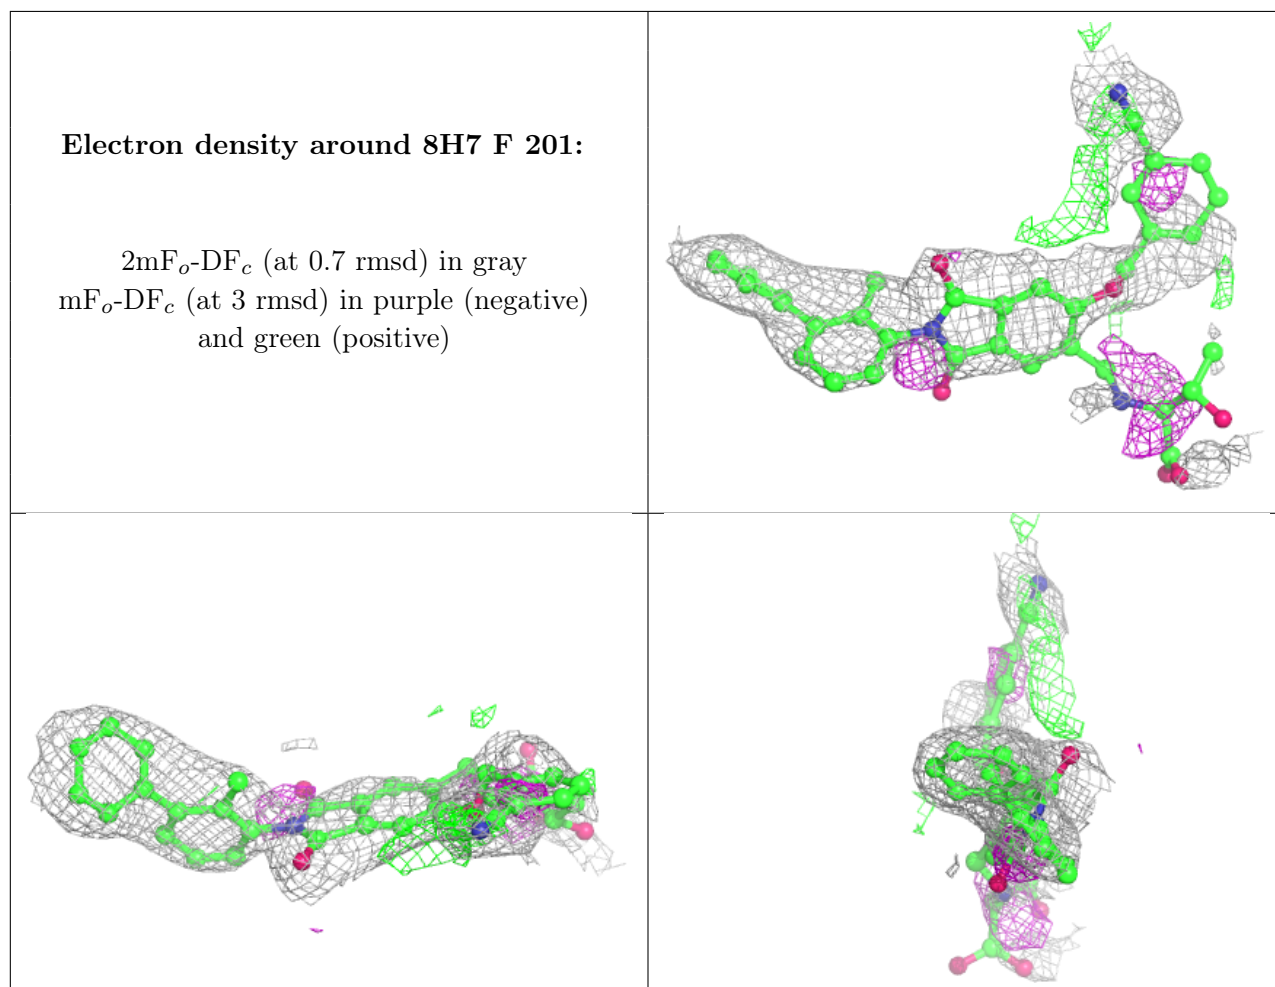 Electron density around 8H7 F 201:
2mFo-DFc (at 0.7 rmsd) in gray
mFo-DFc (at 3 rmsd) in purple (negative)
and green (positive)